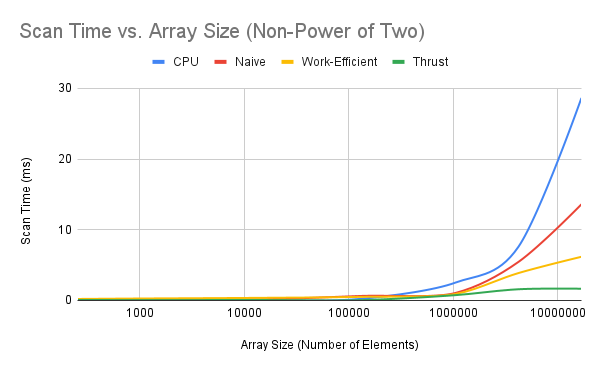 Scan Time vs. Array Size (Non-Power of Two)
CPU Naive Work-Efficient Thrust
30
20
10
0
Scan Time (ms)
1000 10000 100000 1000000 10000000
Array Size (Number of Elements)